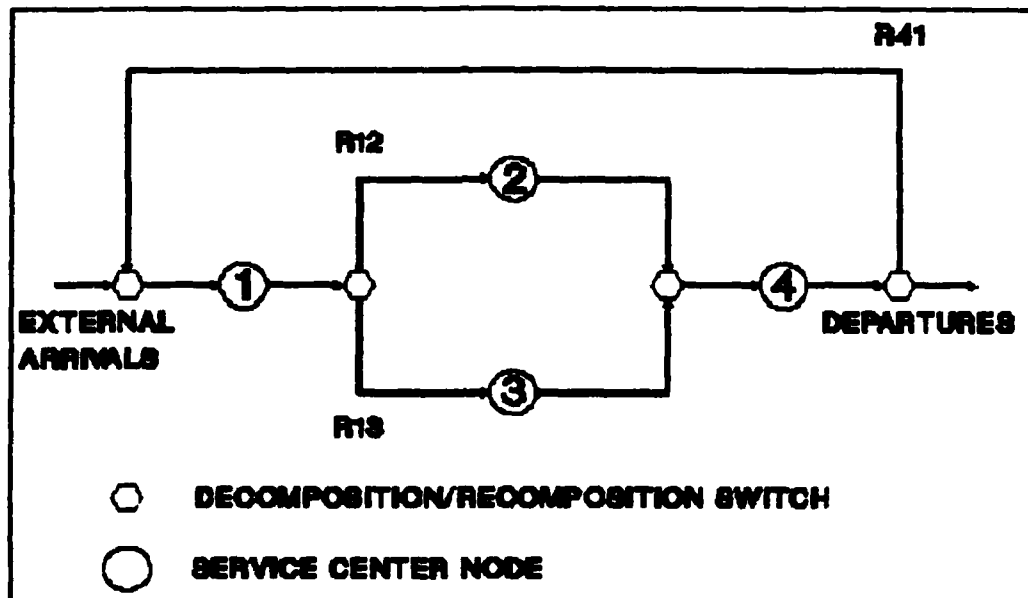 R41
R12
2
1
4
EXTERNAL
ARRIVALS
DEPARTURES
3
R13
DECOMPOSITION/RECOMPOSITION SWITCH
SERVICE CENTER NODE